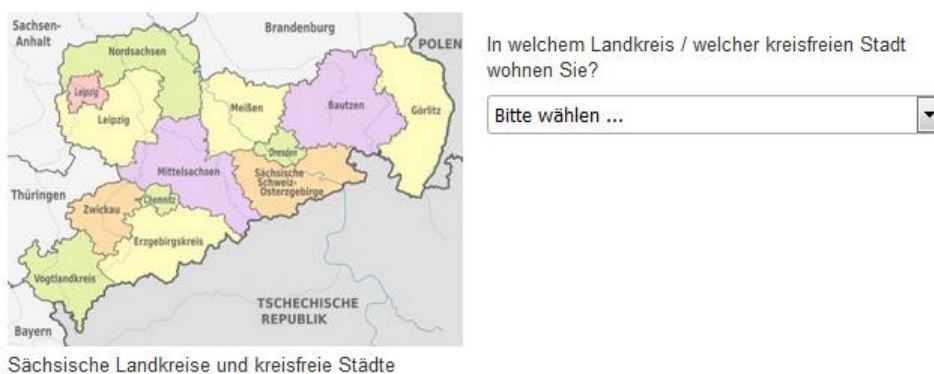 Sachsen-
Anhalt
Brandenburg
POLEN
Nordsachsen
Leipzig
Leipzig
Meißen
Bautzen
Görlitz
Dresden
Mittelsachsen
Sächsische
Schweiz-
Osterzgebirge
Thüringen
Zwickau
Chemnitz
Erzgebirgskreis
Vogtlandkreis
TSCHECHISCHE
REPUBLIK
Bayern
Sächsische Landkreise und kreisfreie Städte
In welchem Landkreis / welcher kreisfreien Stadt
wohnen Sie?
Bitte wählen ...